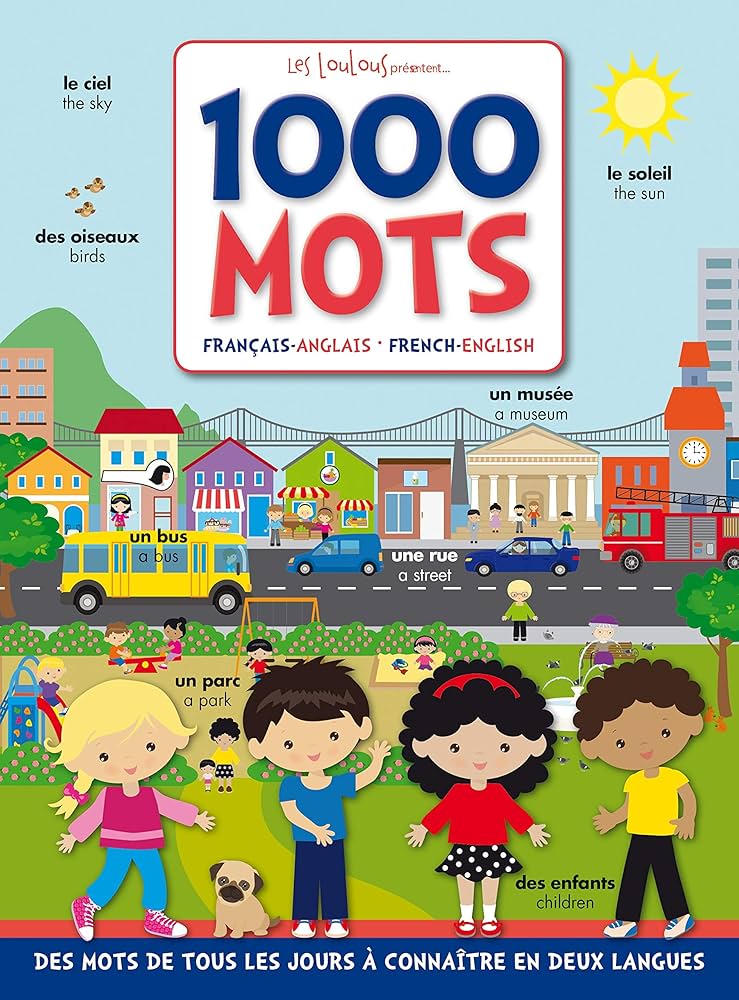 Les Loulous présentent...
1000
MOTS
FRANÇAIS-ANGLAIS • FRENCH-ENGLISH
le ciel
the sky
le soleil
the sun
des oiseaux
birds
un musée
a museum
un bus
a bus
une rue
a street
un parc
a park
des enfants
children
DES MOTS DE TOUS LES JOURS À CONNAÎTRE EN DEUX LANGUES